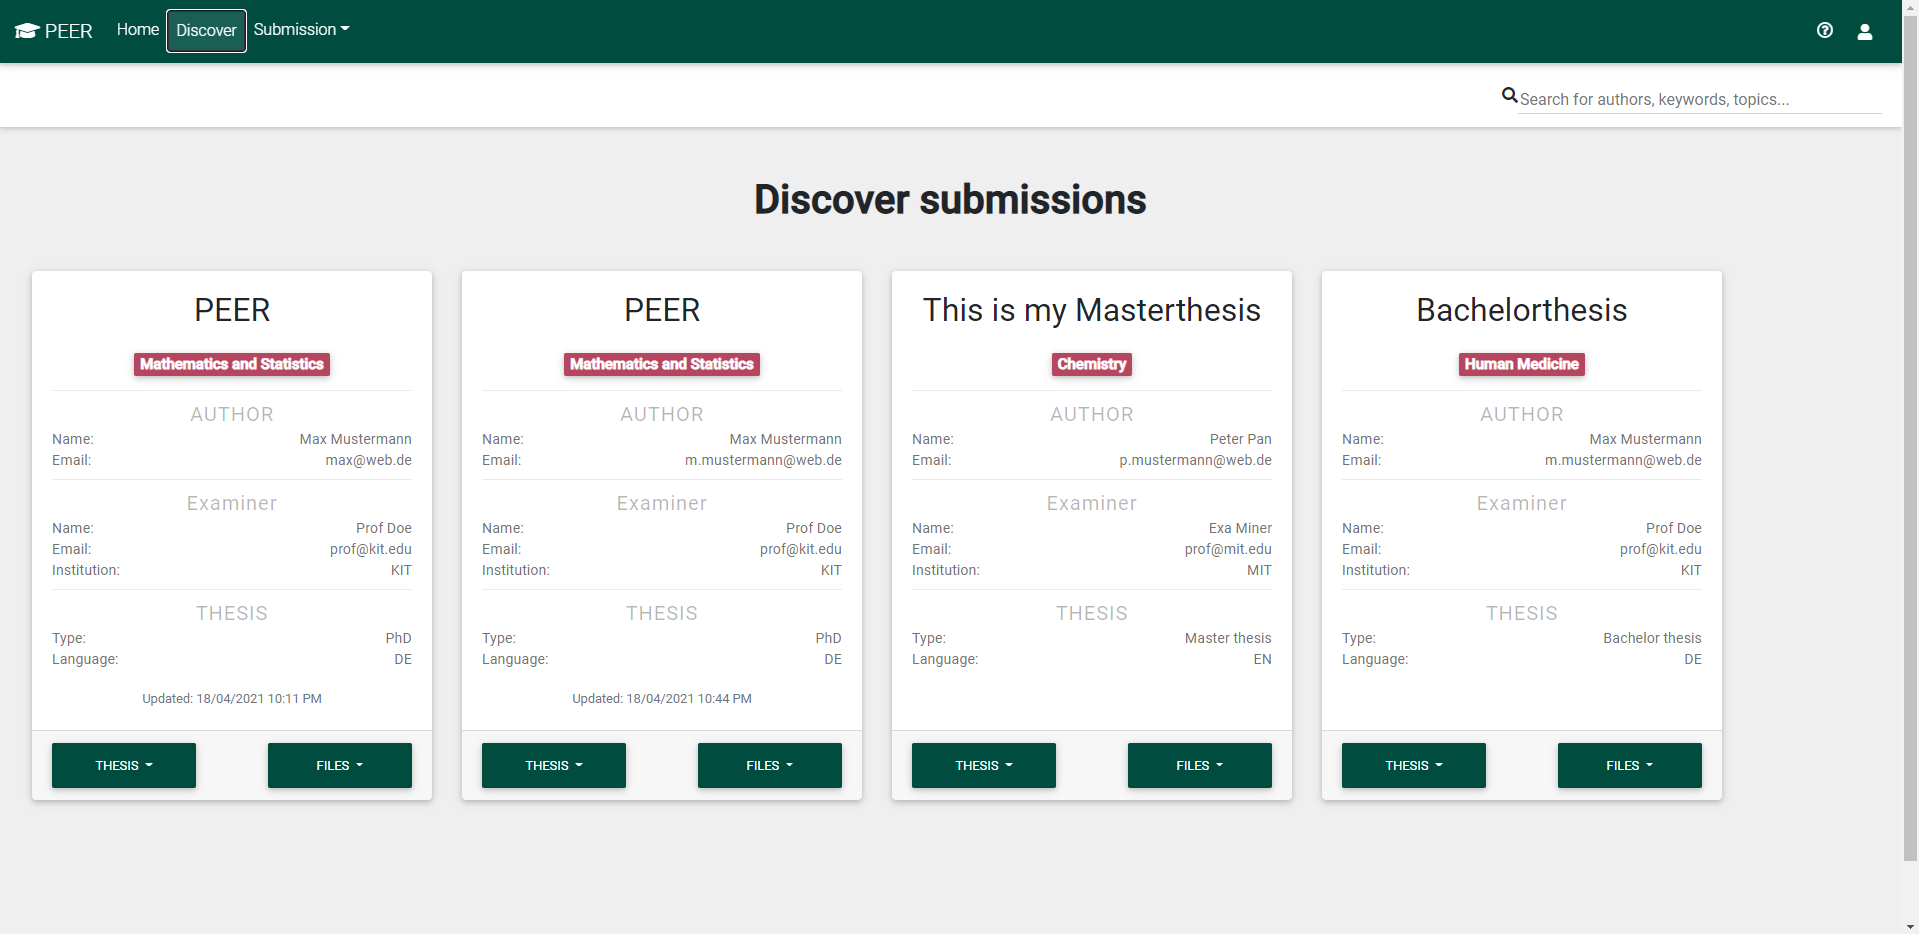 PEER Home Discover Submission
Search for authors, keywords, topics...
Discover submissions
PEER
Mathematics and Statistics
AUTHOR
Name: Max Mustermann
Email: max@web.de
Examiner
Name: Prof Doe
Email: prof@kit.edu
Institution: KIT
THESIS
Type: PhD
Language: DE
Updated: 18/04/2021 10:11 PM
THESIS FILES
PEER
Mathematics and Statistics
AUTHOR
Name: Max Mustermann
Email: m.mustermann@web.de
Examiner
Name: Prof Doe
Email: prof@kit.edu
Institution: KIT
THESIS
Type: PhD
Language: DE
Updated: 18/04/2021 10:44 PM
THESIS FILES
This is my Masterthesis
Chemistry
AUTHOR
Name: Peter Pan
Email: p.mustermann@web.de
Examiner
Name: Exa Miner
Email: prof@mit.edu
Institution: MIT
THESIS
Type: Master thesis
Language: EN
THESIS FILES
Bachelorthesis
Human Medicine
AUTHOR
Name: Max Mustermann
Email: m.mustermann@web.de
Examiner
Name: Prof Doe
Email: prof@kit.edu
Institution: KIT
THESIS
Type: Bachelor thesis
Language: DE
THESIS FILES